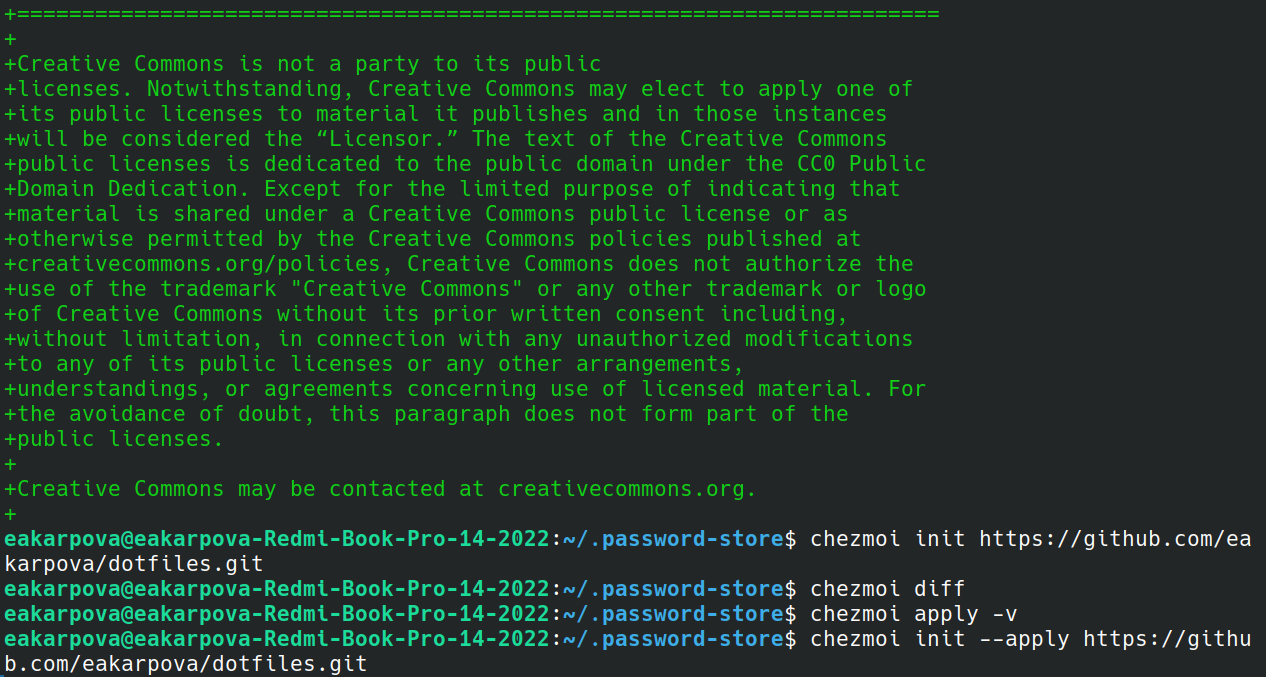 +=======================================================================
+
+Creative Commons is not a party to its public
+licenses. Notwithstanding, Creative Commons may elect to apply one of
+its public licenses to material it publishes and in those instances
+will be considered the “Licensor.” The text of the Creative Commons
+public licenses is dedicated to the public domain under the CC0 Public
+Domain Dedication. Except for the limited purpose of indicating that
+material is shared under a Creative Commons public license or as
+otherwise permitted by the Creative Commons policies published at
+creativecommons.org/policies, Creative Commons does not authorize the
+use of the trademark "Creative Commons" or any other trademark or logo
+of Creative Commons without its prior written consent including,
+without limitation, in connection with any unauthorized modifications
+to any of its public licenses or any other arrangements,
+understandings, or agreements concerning use of licensed material. For
+the avoidance of doubt, this paragraph does not form part of the
+public licenses.
+
+Creative Commons may be contacted at creativecommons.org.
+
eakarpova@eakarpova-Redmi-Book-Pro-14-2022:~/.password-store$ chezmoi init https://github.com/ea
karpova/dotfiles.git
eakarpova@eakarpova-Redmi-Book-Pro-14-2022:~/.password-store$ chezmoi diff
eakarpova@eakarpova-Redmi-Book-Pro-14-2022:~/.password-store$ chezmoi apply -v
eakarpova@eakarpova-Redmi-Book-Pro-14-2022:~/.password-store$ chezmoi init --apply https://githu
b.com/eakarpova/dotfiles.git